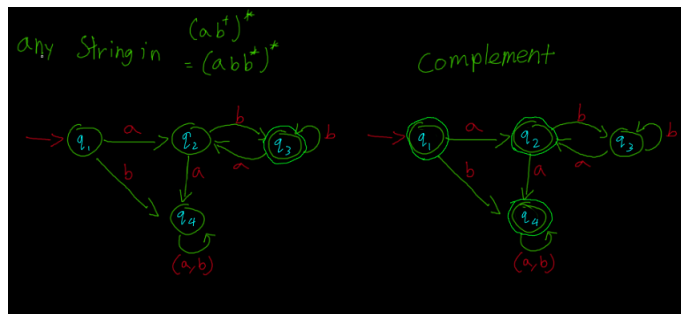 any String in (ab⁺)*
= (abb*)*
Complement
a b b
q₁ q₂ q₃
b a a
q₄
(a,b)
a b b
q₁ q₂ q₃
b a a
q₄
(a,b)